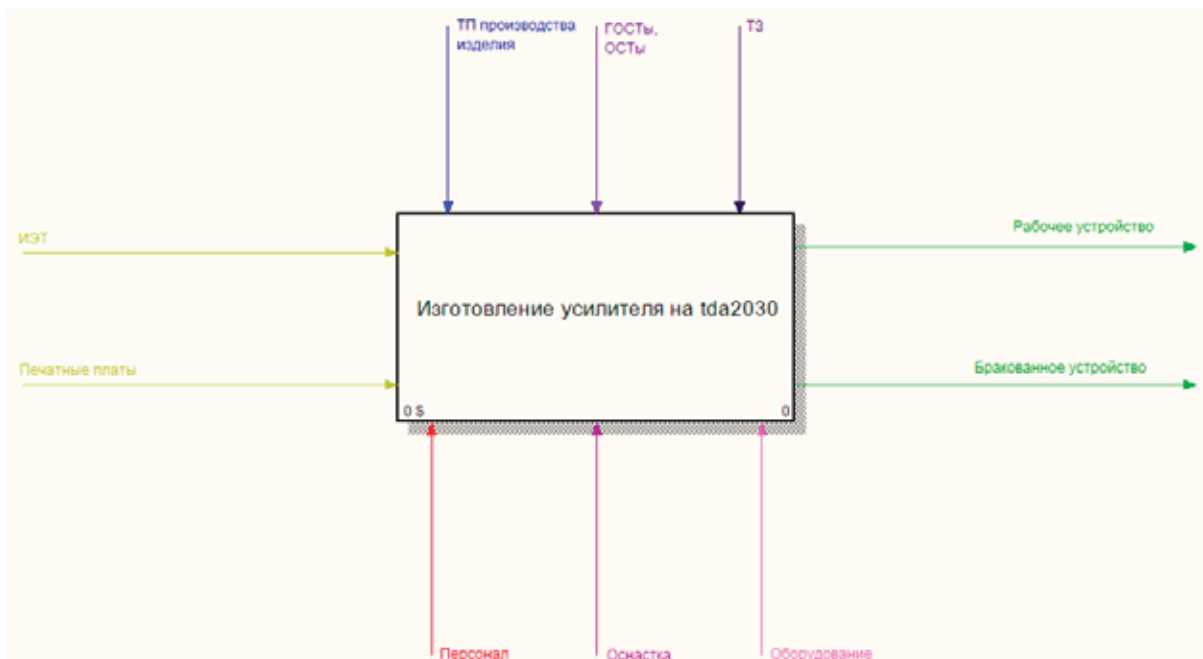 ТП производства
изделия
ГОСТы,
ОСТы
ТЗ
ИЭТ
Рабочее устройство
Изготовление усилителя на tda2030
Печатные платы
Бракованное устройство
0 $
0
Персонал
Оснастка
Оборудование